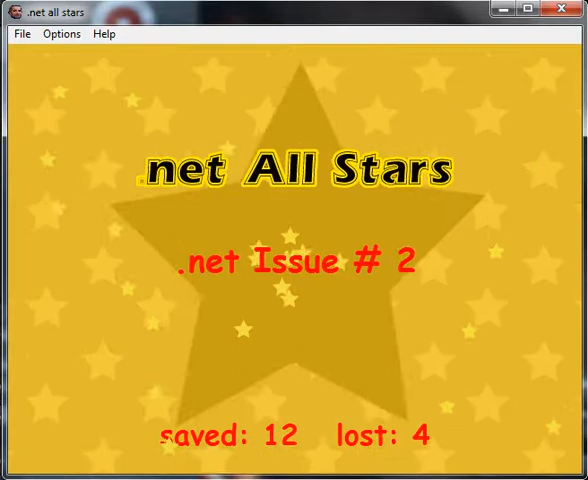 .net all stars
File Options Help
.net All Stars
.net Issue # 2
saved: 12 lost: 4